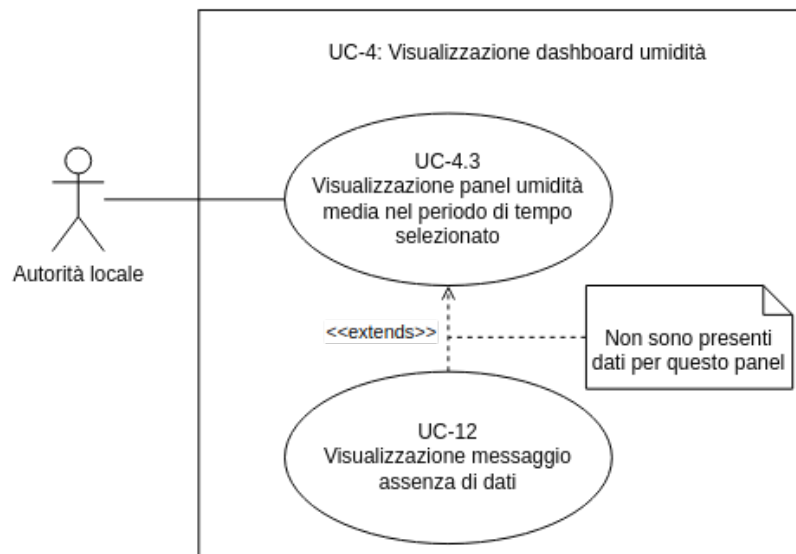 UC-4: Visualizzazione dashboard umidità
UC-4.3
Visualizzazione panel umidità
media nel periodo di tempo
selezionato
Autorità locale
<<extends>>
Non sono presenti
dati per questo panel
UC-12
Visualizzazione messaggio
assenza di dati